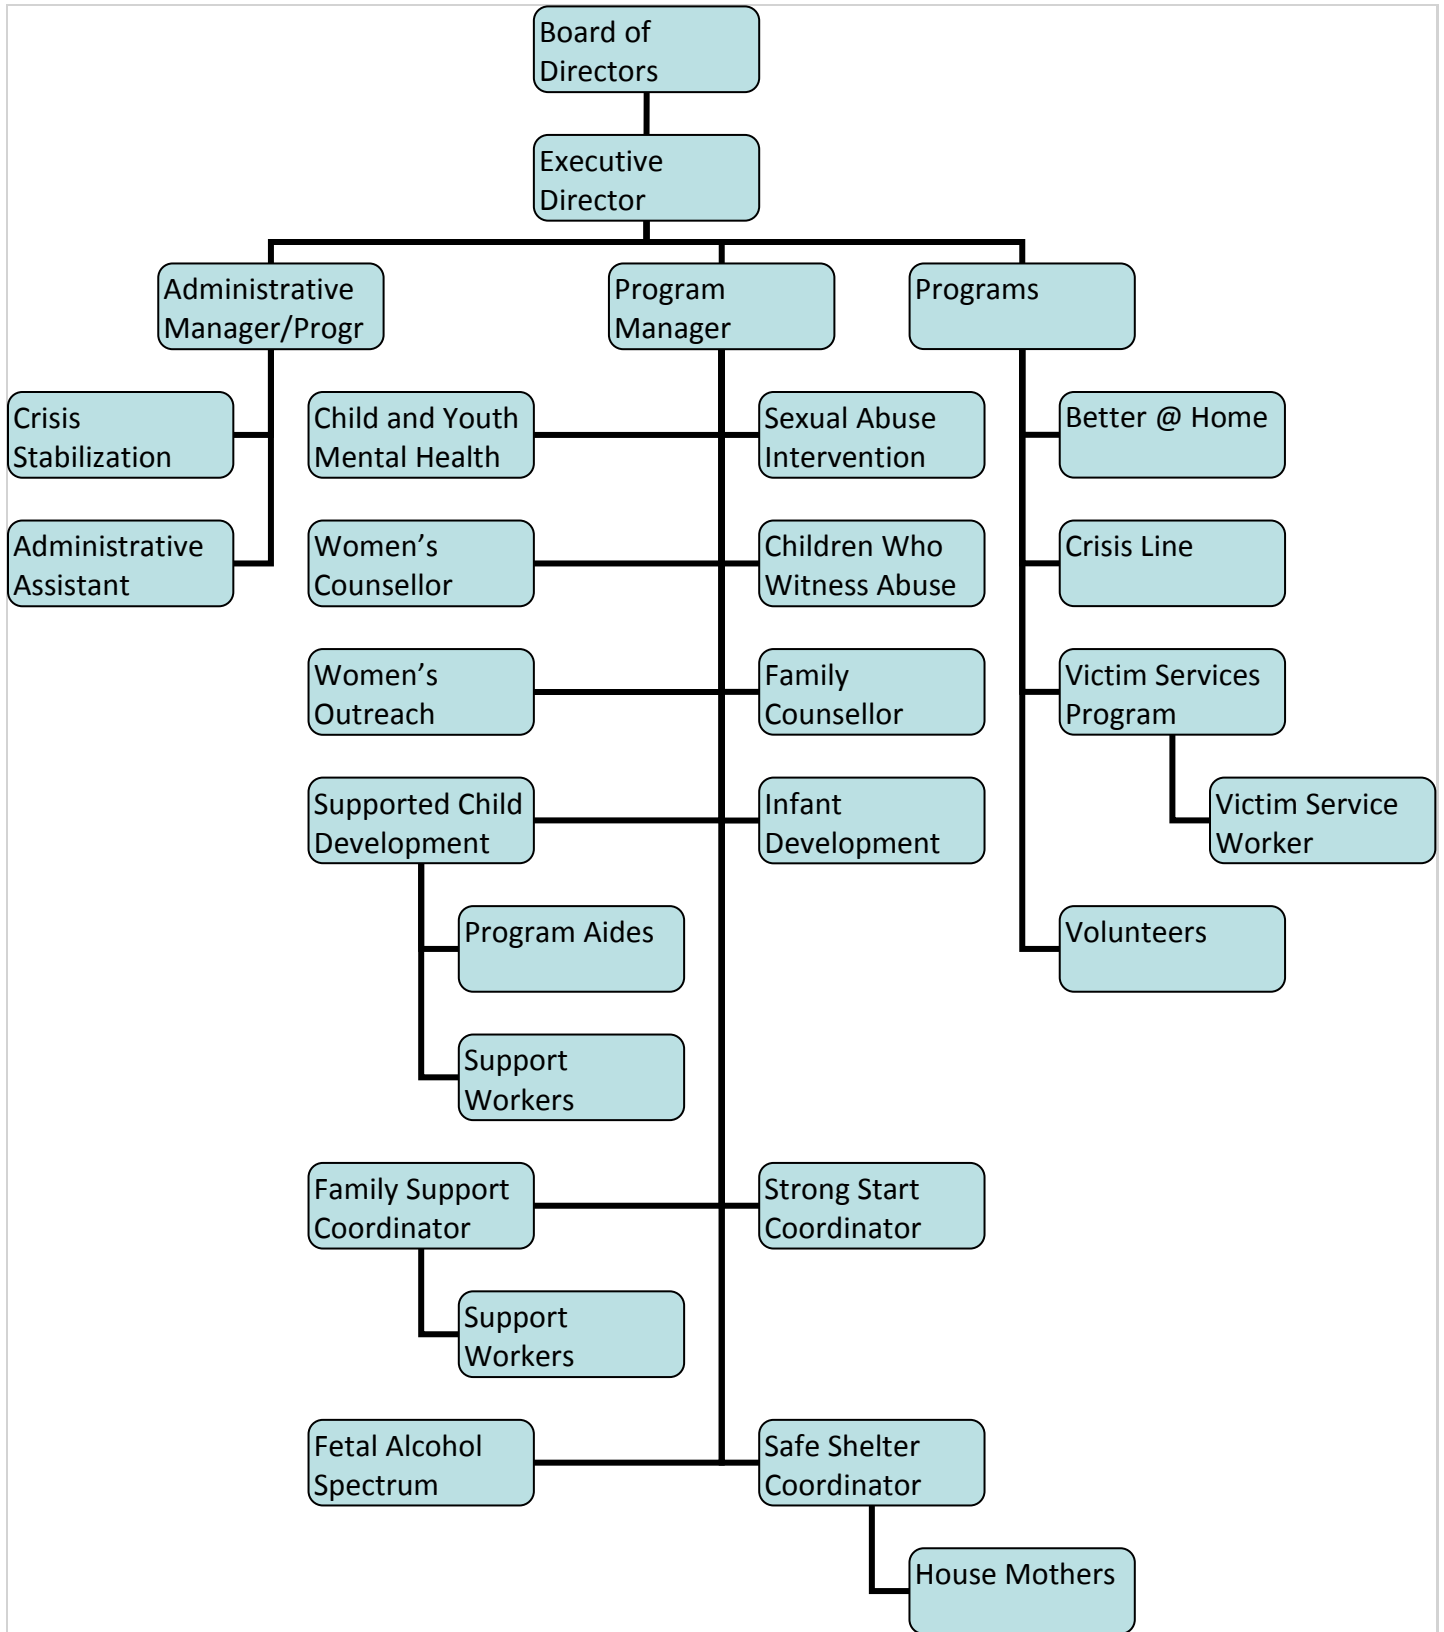 Board of
Directors
Executive
Director
Administrative
Manager/Progr
Program
Manager
Programs
Crisis
Stabilization
Child and Youth
Mental Health
Sexual Abuse
Intervention
Better @ Home
Administrative
Assistant
Women’s
Counsellor
Children Who
Witness Abuse
Crisis Line
Women’s
Outreach
Family
Counsellor
Victim Services
Program
Supported Child
Development
Infant
Development
Victim Service
Worker
Program Aides
Volunteers
Support
Workers
Family Support
Coordinator
Strong Start
Coordinator
Support
Workers
Fetal Alcohol
Spectrum
Safe Shelter
Coordinator
House Mothers